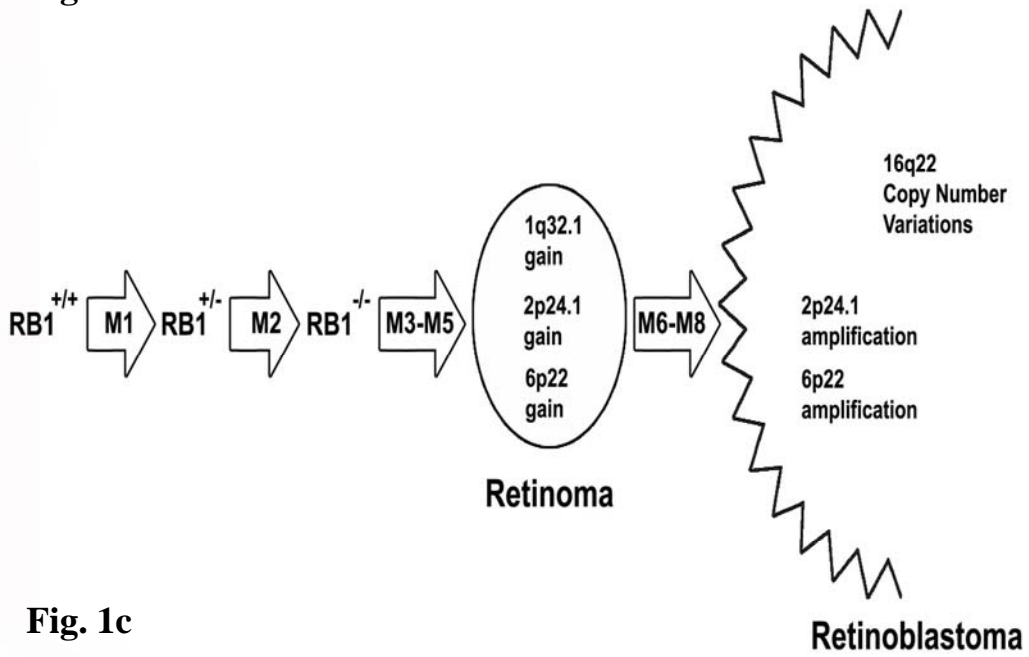 RB1+/+ M1 RB1+/- M2 RB1-/- M3-M5
1q32.1
gain
2p24.1
gain
6p22
gain
Retinoma
M6-M8
16q22
Copy Number
Variations
2p24.1
amplification
6p22
amplification
Retinoblastoma
Fig. 1c